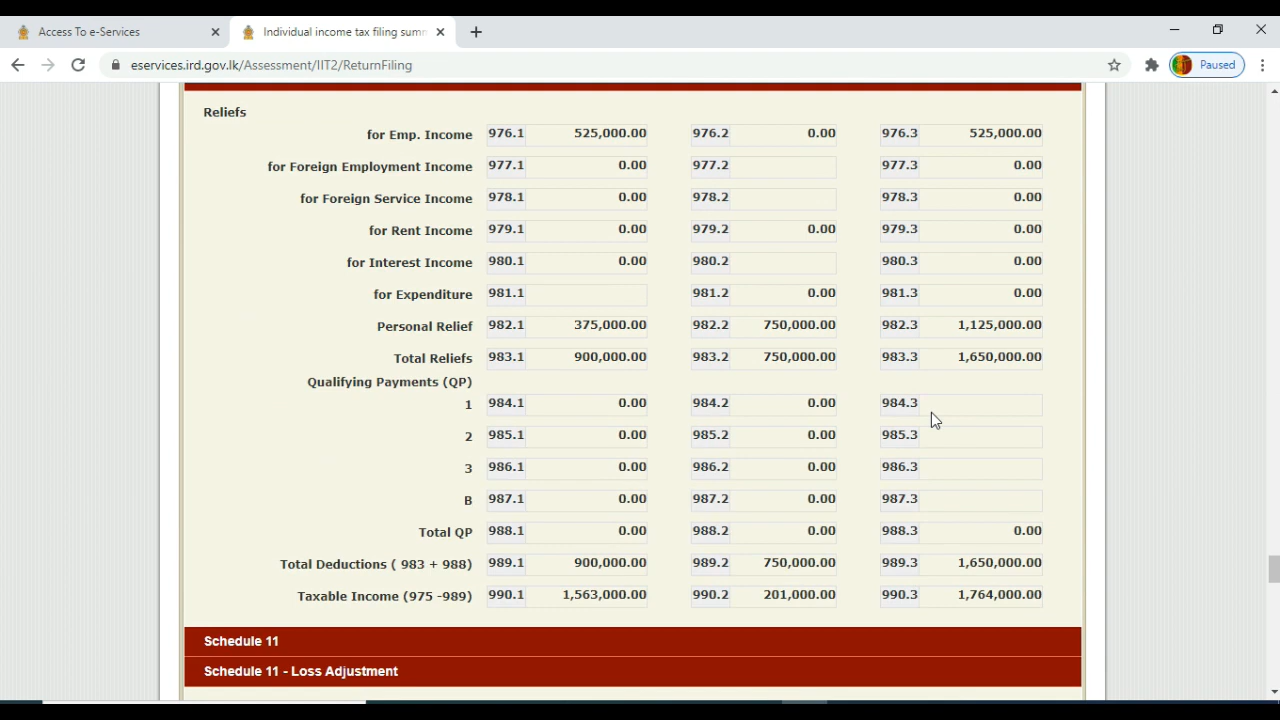 Access To e-Services
Individual income tax filing sum
eservices.ird.gov.lk/Assessment/IIT2/ReturnFiling
Paused
Reliefs
for Emp. Income 976.1 525,000.00 976.2 0.00 976.3 525,000.00
for Foreign Employment Income 977.1 0.00 977.2 977.3 0.00
for Foreign Service Income 978.1 0.00 978.2 978.3 0.00
for Rent Income 979.1 0.00 979.2 0.00 979.3 0.00
for Interest Income 980.1 0.00 980.2 980.3 0.00
for Expenditure 981.1 981.2 0.00 981.3 0.00
Personal Relief 982.1 375,000.00 982.2 750,000.00 982.3 1,125,000.00
Total Reliefs 983.1 900,000.00 983.2 750,000.00 983.3 1,650,000.00
Qualifying Payments (QP)
1 984.1 0.00 984.2 0.00 984.3
2 985.1 0.00 985.2 0.00 985.3
3 986.1 0.00 986.2 0.00 986.3
B 987.1 0.00 987.2 0.00 987.3
Total QP 988.1 0.00 988.2 0.00 988.3 0.00
Total Deductions ( 983 + 988) 989.1 900,000.00 989.2 750,000.00 989.3 1,650,000.00
Taxable Income (975 -989) 990.1 1,563,000.00 990.2 201,000.00 990.3 1,764,000.00
Schedule 11
Schedule 11 - Loss Adjustment